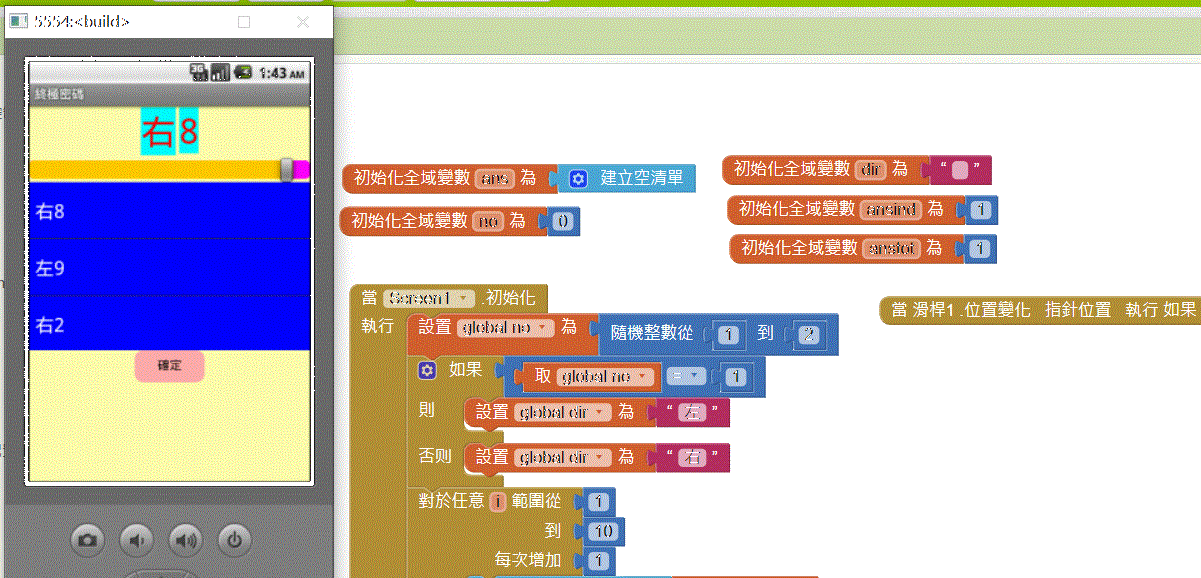 5554:<build>
3G
1:43 AM
終極密碼
右 8
右8
左9
右2
確定
初始化全域變數 ans 為 建立空清單
初始化全域變數 no 為 0
初始化全域變數 dir 為 “ ”
初始化全域變數 ansind 為 1
初始化全域變數 anstot 為 1
當 Screen1 .初始化
執行 設置 global no 為 隨機整數從 1 到 2
如果 取 global no = 1
則 設置 global dir 為 “ 左 ”
否則 設置 global dir 為 “ 右 ”
對於任意 i 範圍從 1
到 10
每次增加 1
當 滑桿1 .位置變化 指針位置 執行 如果